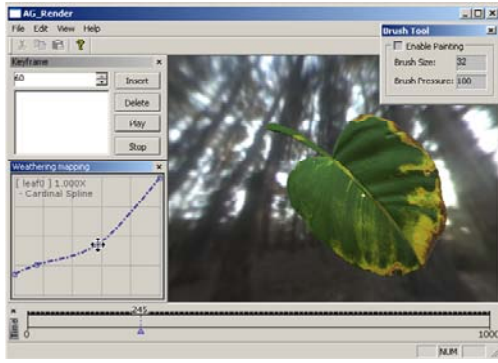 AG_Render
File Edit View Help
Brush Tool
Enable Painting
Brush Size: 32
Brush Pressure: 100
Keyframe
60
Insert
Delete
Play
Stop
Weathering mapping
[ leaf0 ] 1.000X
- Cardinal Spline
245
Time
0 1000
NUM